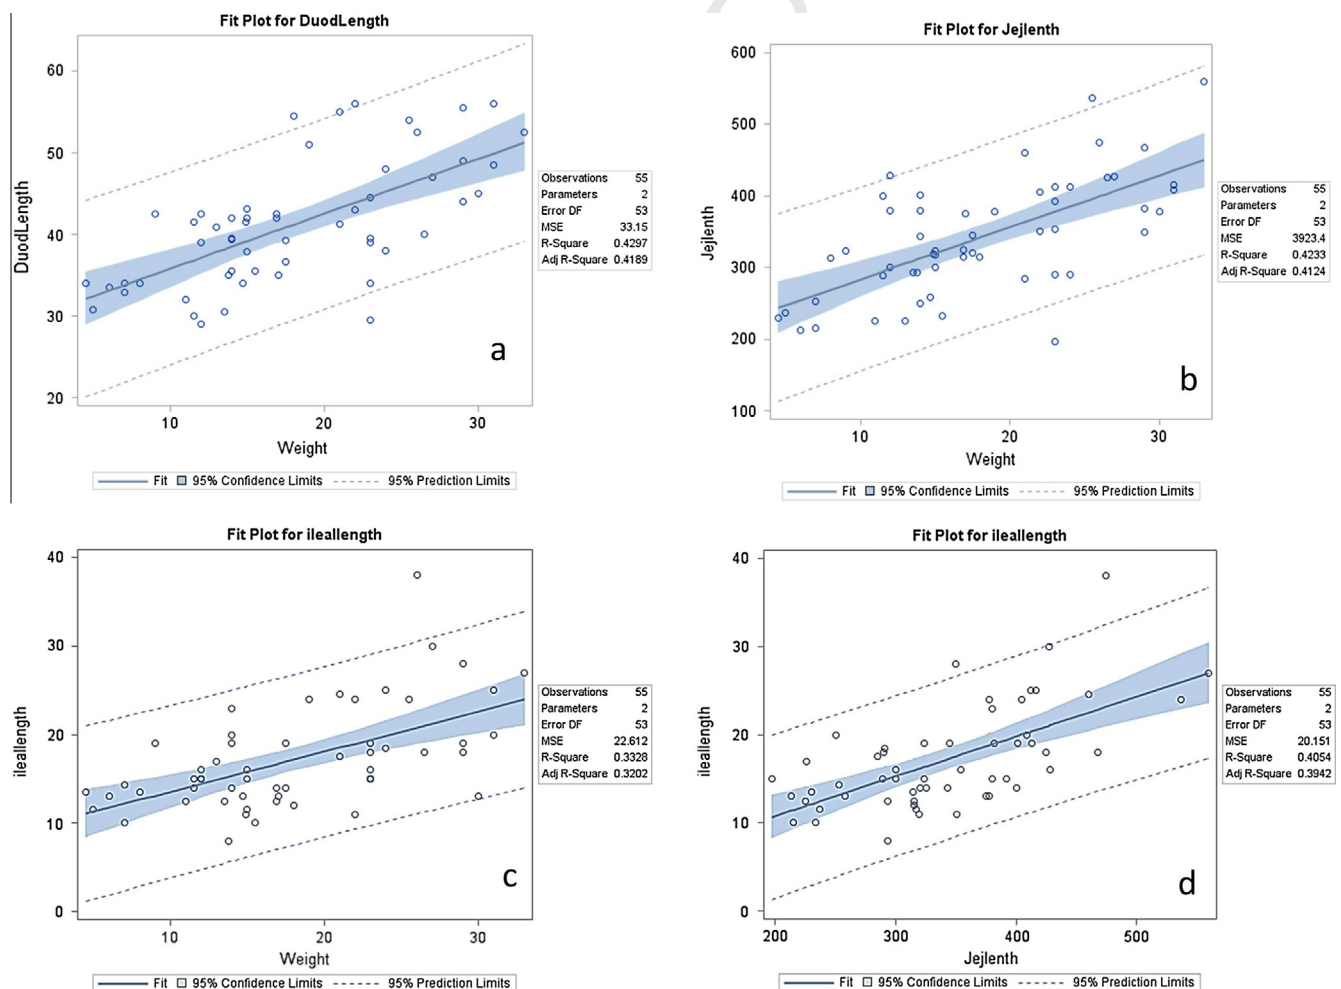 Fit Plot for DuodLength
60
50
40
30
20
DuodLength
10 20 30
Weight
Observations 55
Parameters 2
Error DF 53
MSE 33.15
R-Square 0.4297
Adj R-Square 0.4189
a
Fit 95% Confidence Limits 95% Prediction Limits
Fit Plot for Jejlenth
600
500
400
300
200
100
Jejlenth
10 20 30
Weight
Observations 55
Parameters 2
Error DF 53
MSE 3923.4
R-Square 0.4233
Adj R-Square 0.4124
b
Fit 95% Confidence Limits 95% Prediction Limits
Fit Plot for ileallength
40
30
20
10
0
ileallength
10 20 30
Weight
Observations 55
Parameters 2
Error DF 53
MSE 22.612
R-Square 0.3328
Adj R-Square 0.3202
c
Fit 95% Confidence Limits 95% Prediction Limits
Fit Plot for ileallength
40
30
20
10
0
ileallength
200 300 400 500
Jejlenth
Observations 55
Parameters 2
Error DF 53
MSE 20.151
R-Square 0.4054
Adj R-Square 0.3942
d
Fit 95% Confidence Limits 95% Prediction Limits